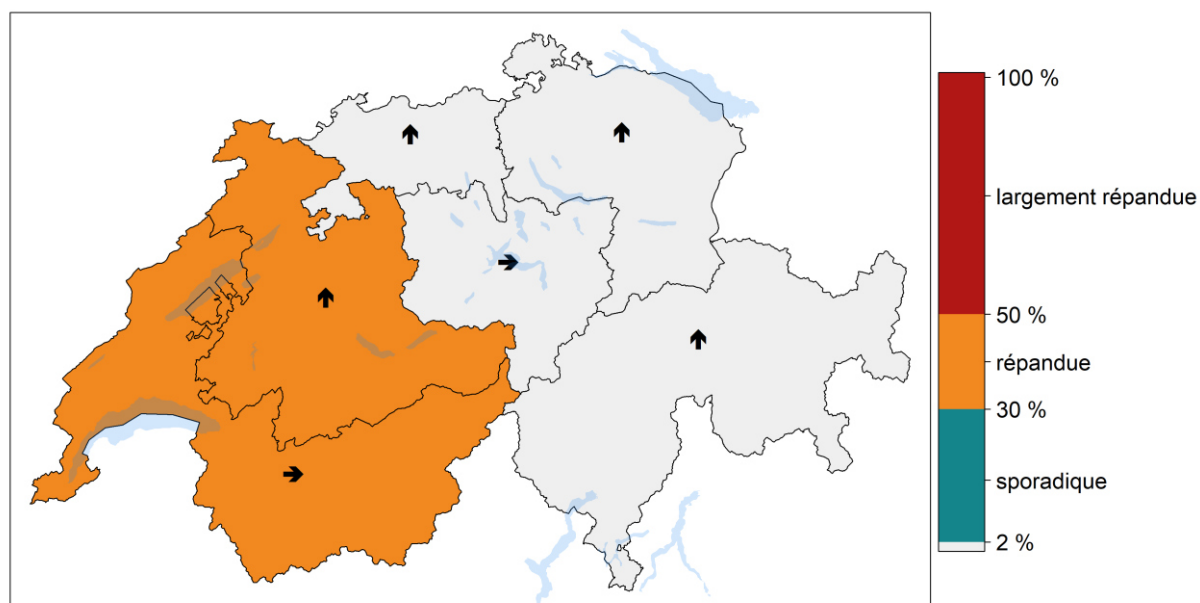 100 %
largement répandue
50 %
répandue
30 %
sporadique
2 %